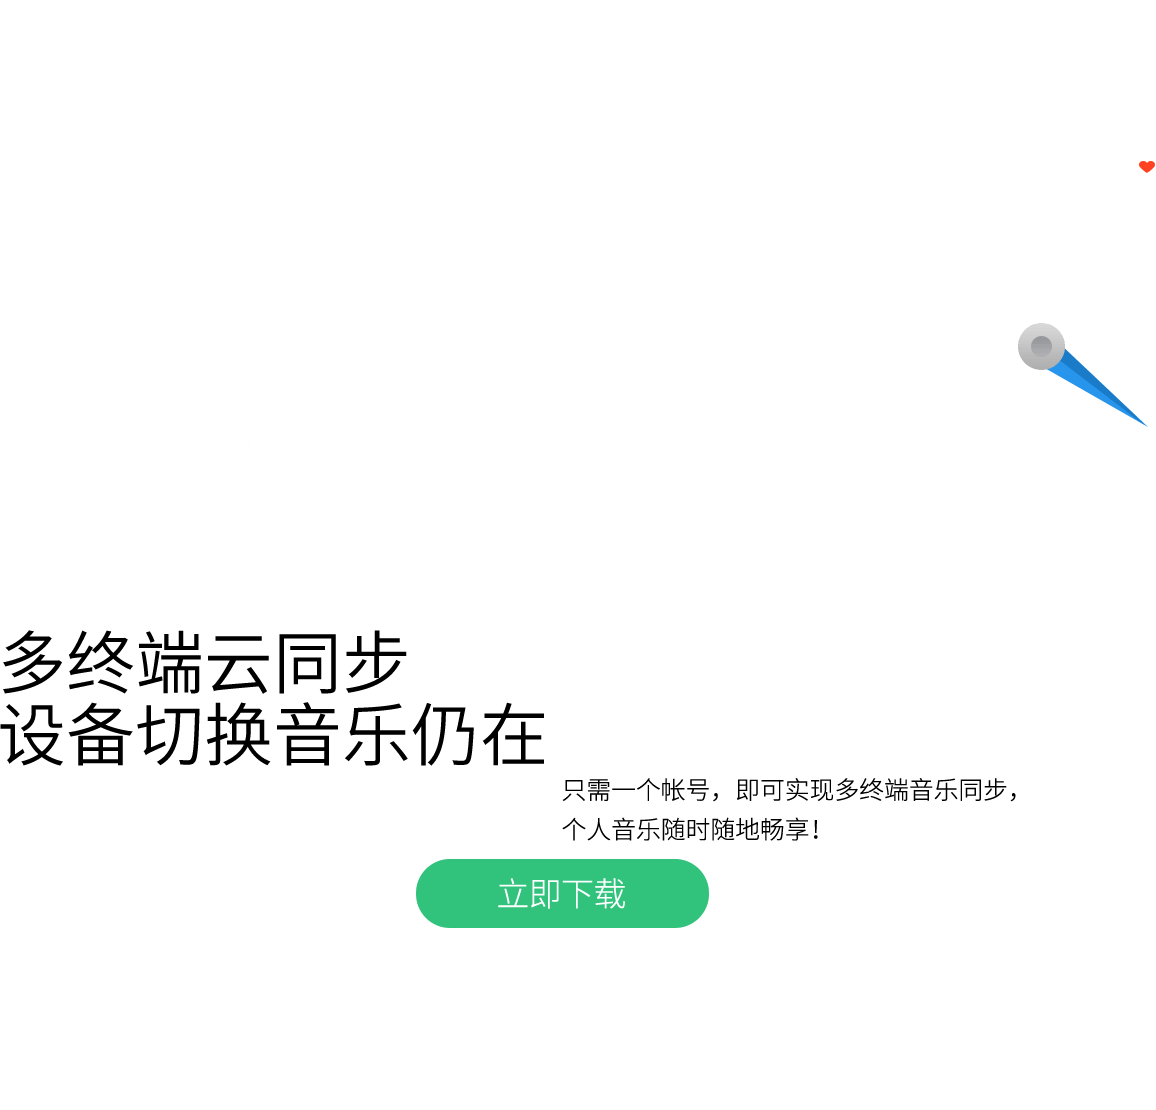 多终端云同步
设备切换音乐仍在
只需一个帐号，即可实现多终端音乐同步，
个人音乐随时随地畅享！
立即下载